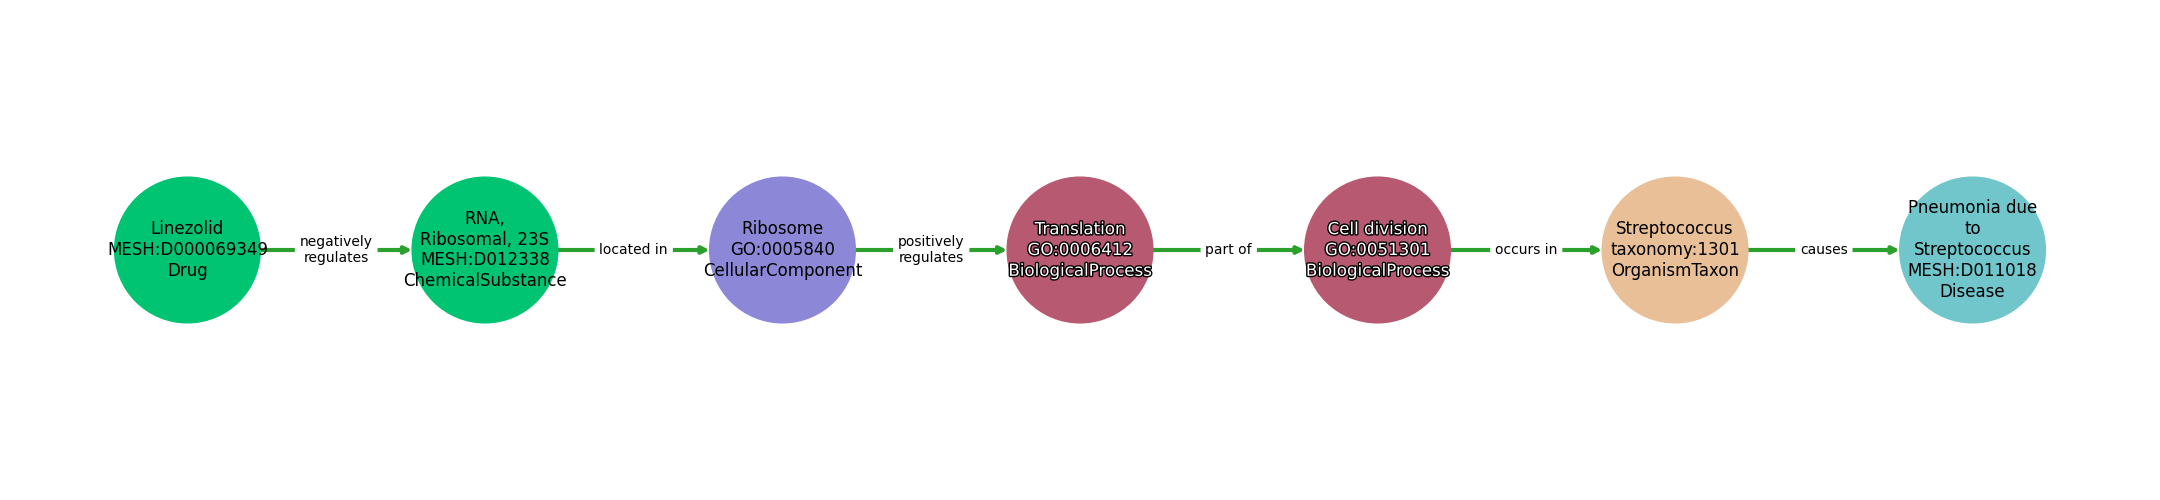 Linezolid
MESH:D000069349
Drug
negatively
regulates
RNA,
Ribosomal, 23S
MESH:D012338
ChemicalSubstance
located in
Ribosome
GO:0005840
CellularComponent
positively
regulates
Translation
GO:0006412
BiologicalProcess
part of
Cell division
GO:0051301
BiologicalProcess
occurs in
Streptococcus
taxonomy:1301
OrganismTaxon
causes
Pneumonia due
to
Streptococcus
MESH:D011018
Disease